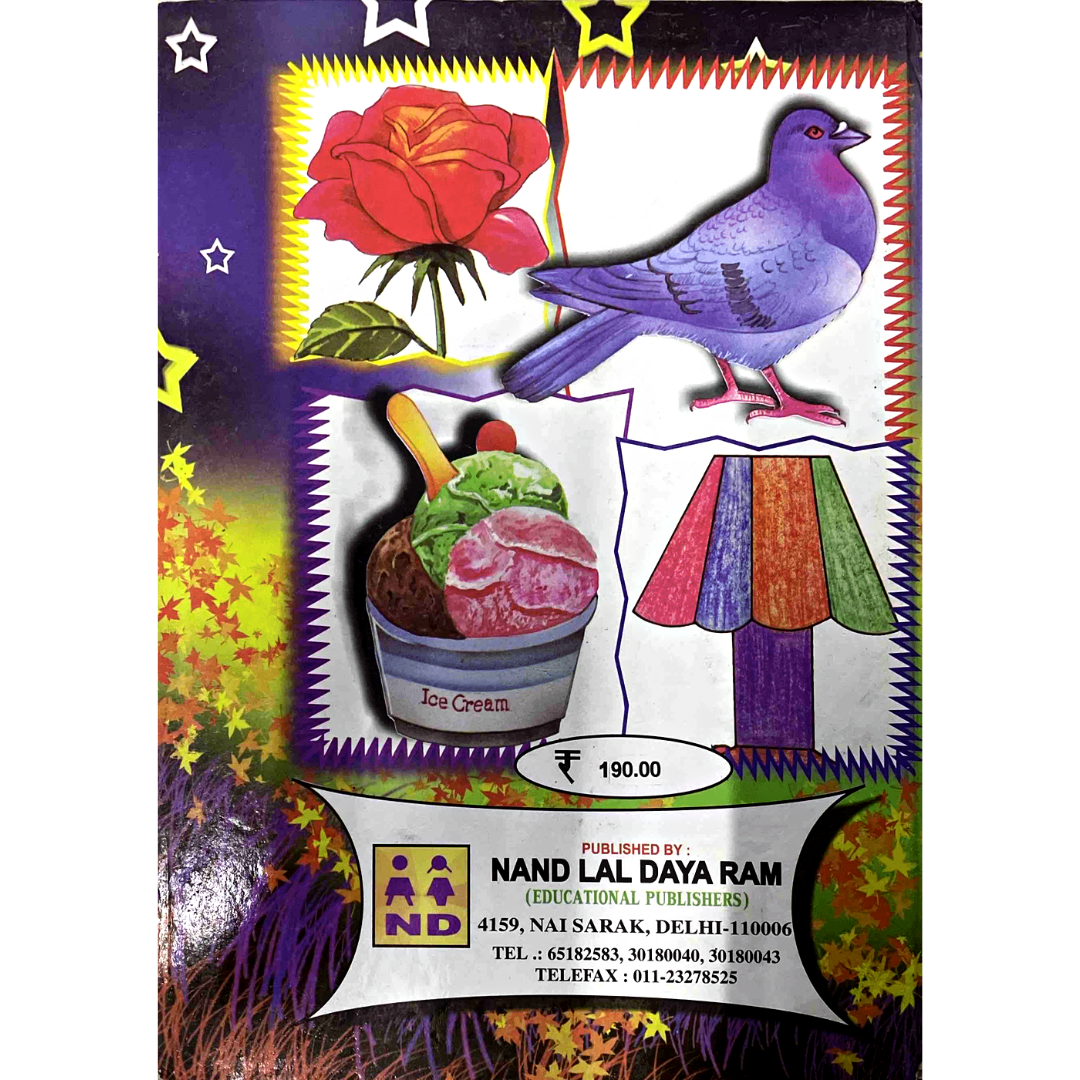 Ice Cream
₹ 190.00
PUBLISHED BY :
NAND LAL DAYA RAM
(EDUCATIONAL PUBLISHERS)
ND
4159, NAI SARAK, DELHI-110006
TEL .: 65182583, 30180040, 30180043
TELEFAX : 011-23278525